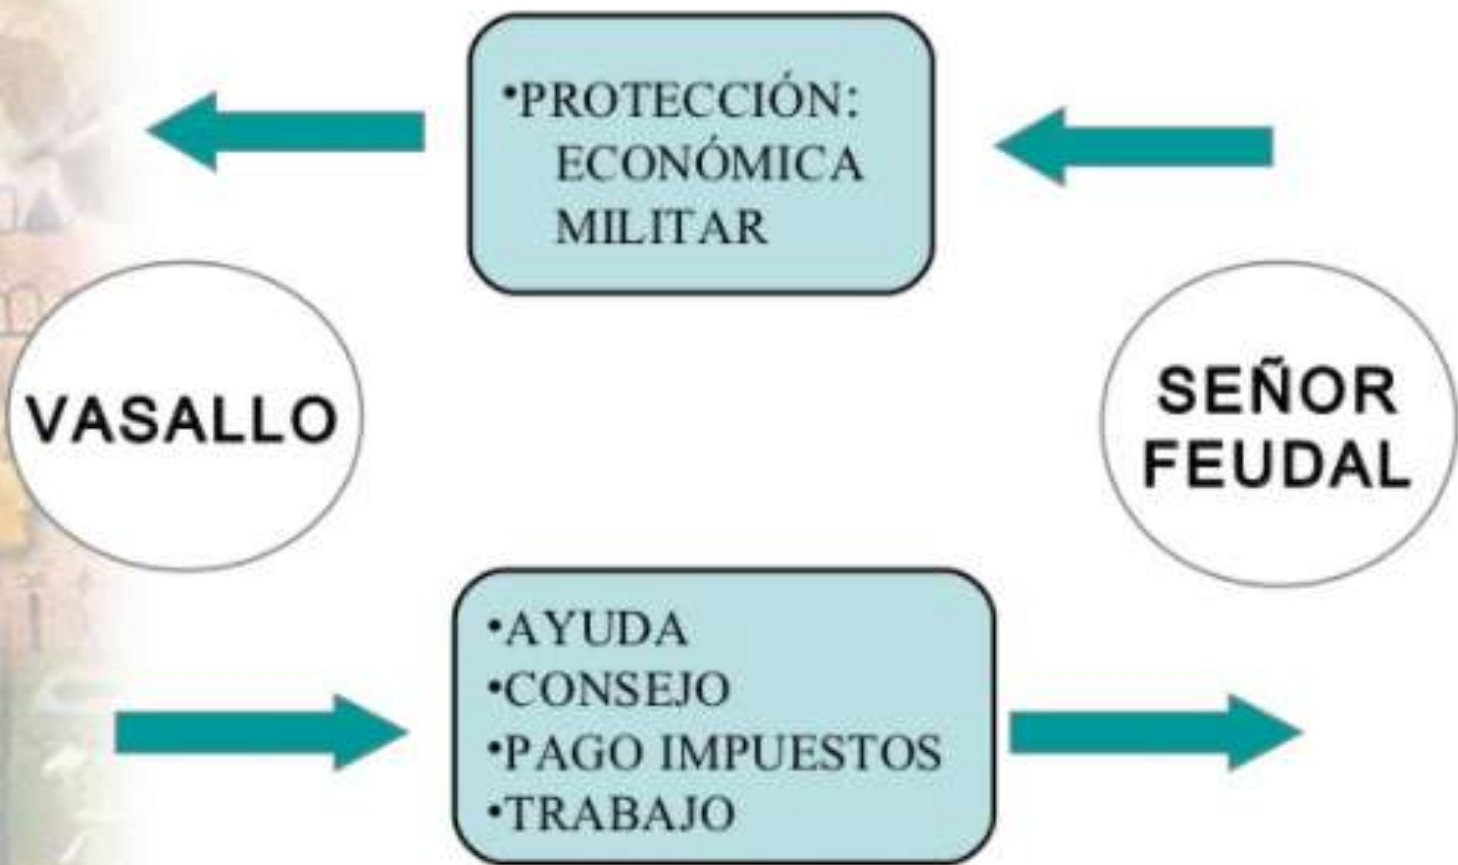 •PROTECCIÓN:
ECONÓMICA
MILITAR
VASALLO
SEÑOR
FEUDAL
•AYUDA
•CONSEJO
•PAGO IMPUESTOS
•TRABAJO